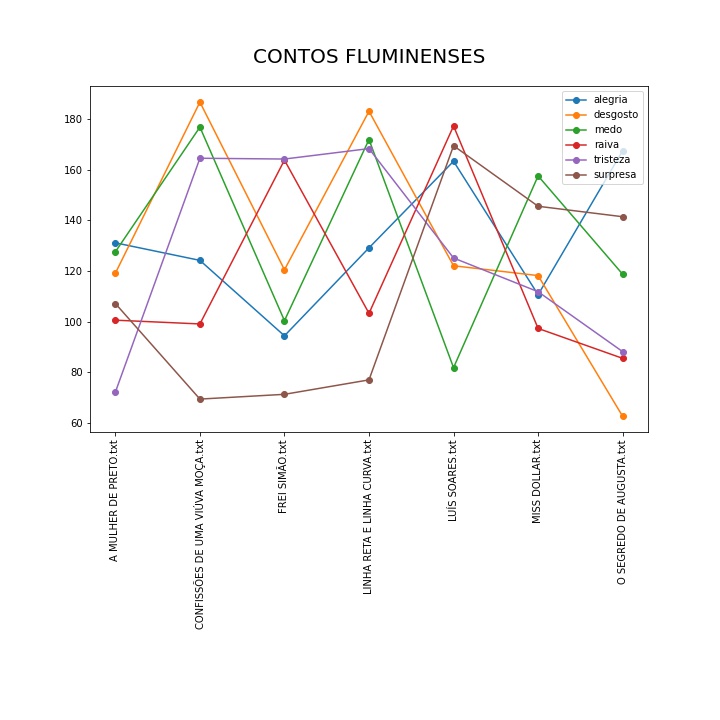 CONTOS FLUMINENSES
alegria
desgosto
medo
raiva
tristeza
surpresa
180
160
140
120
100
80
60
A MULHER DE PRETO.txt
CONFISSÕES DE UMA VIÚVA MOÇA.txt
FREI SIMÃO.txt
LINHA RETA E LINHA CURVA.txt
LUÍS SOARES.txt
MISS DOLLAR.txt
O SEGREDO DE AUGUSTA.txt